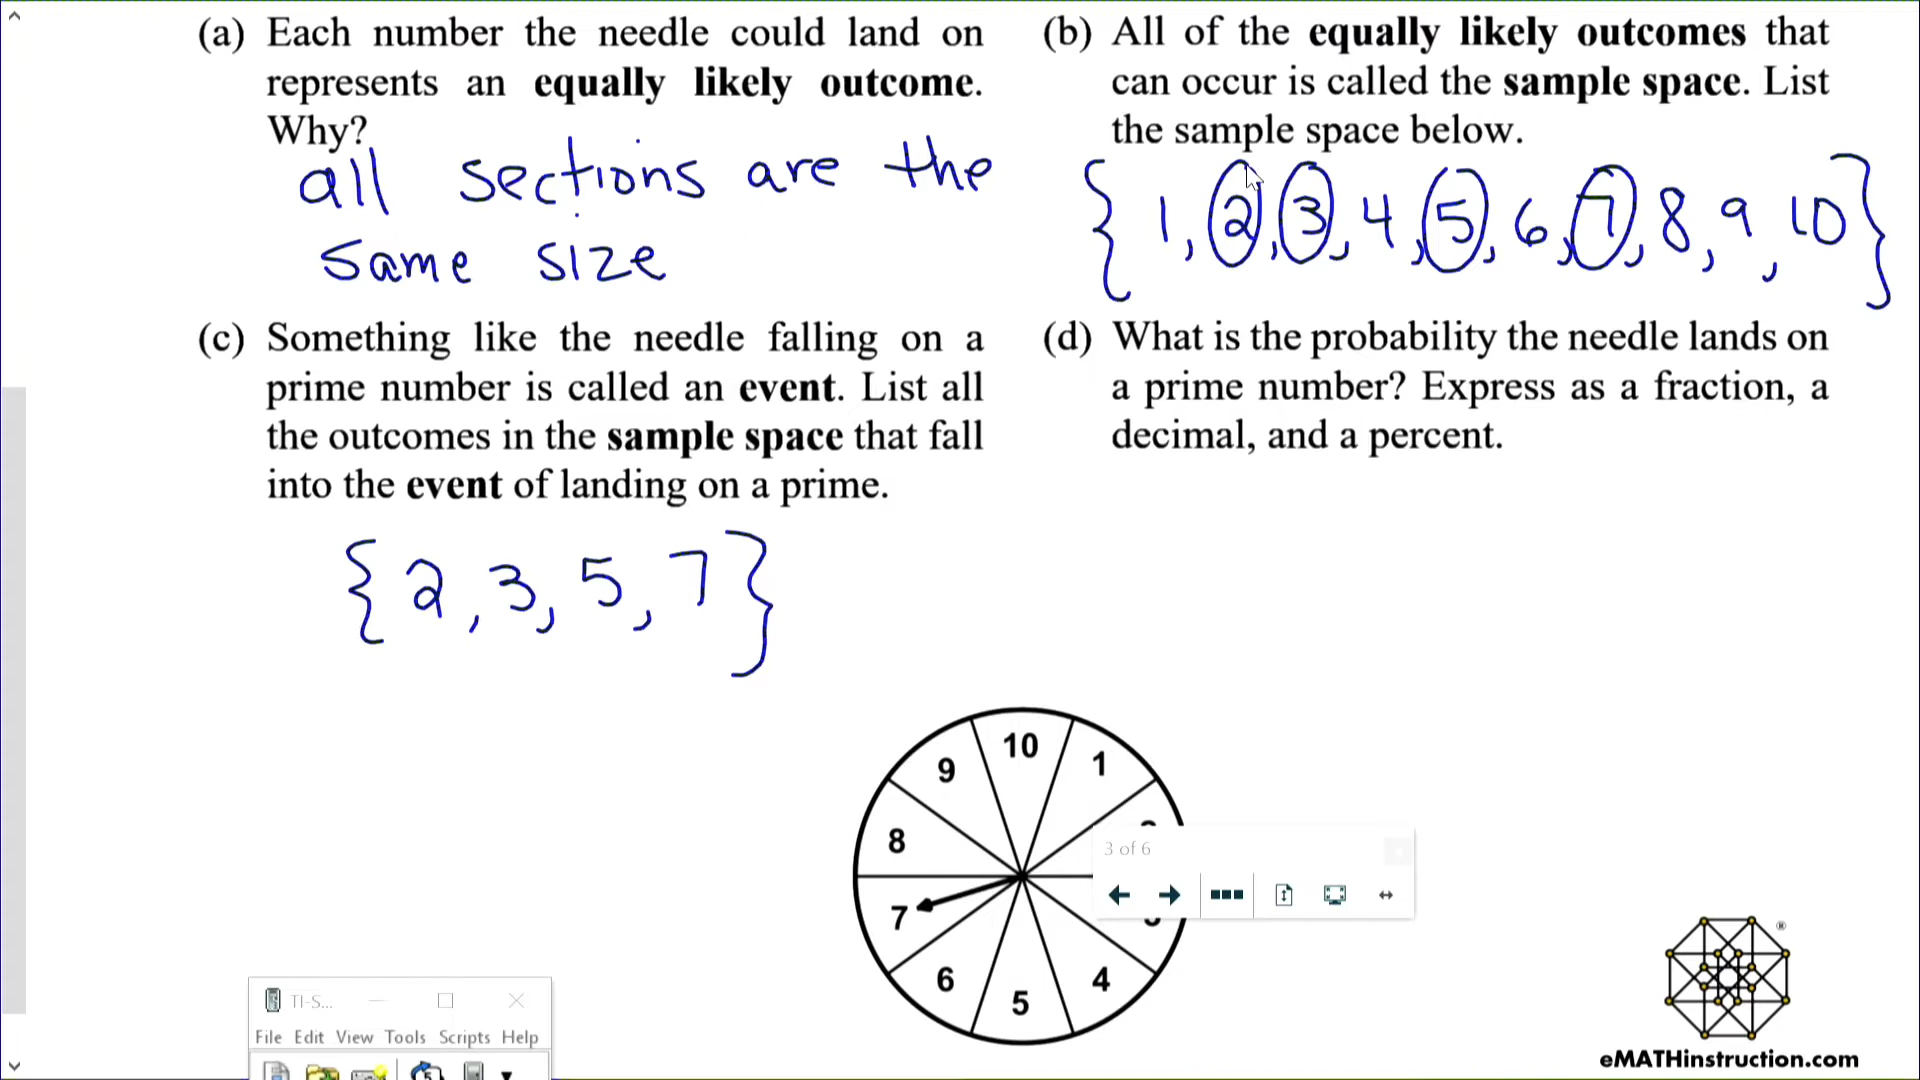 (a) Each number the needle could land on
represents an equally likely outcome.
Why?
all sections are the
same size
(b) All of the equally likely outcomes that
can occur is called the sample space. List
the sample space below.
{1, 2, 3, 4, 5, 6, 7, 8, 9, 10}
(c) Something like the needle falling on a
prime number is called an event. List all
the outcomes in the sample space that fall
into the event of landing on a prime.
{2, 3, 5, 7}
(d) What is the probability the needle lands on
a prime number? Express as a fraction, a
decimal, and a percent.
10
9
1
8
7
6
5
4
3 of 6
TI-S...
File Edit View Tools Scripts Help
®
eMATHinstruction.com